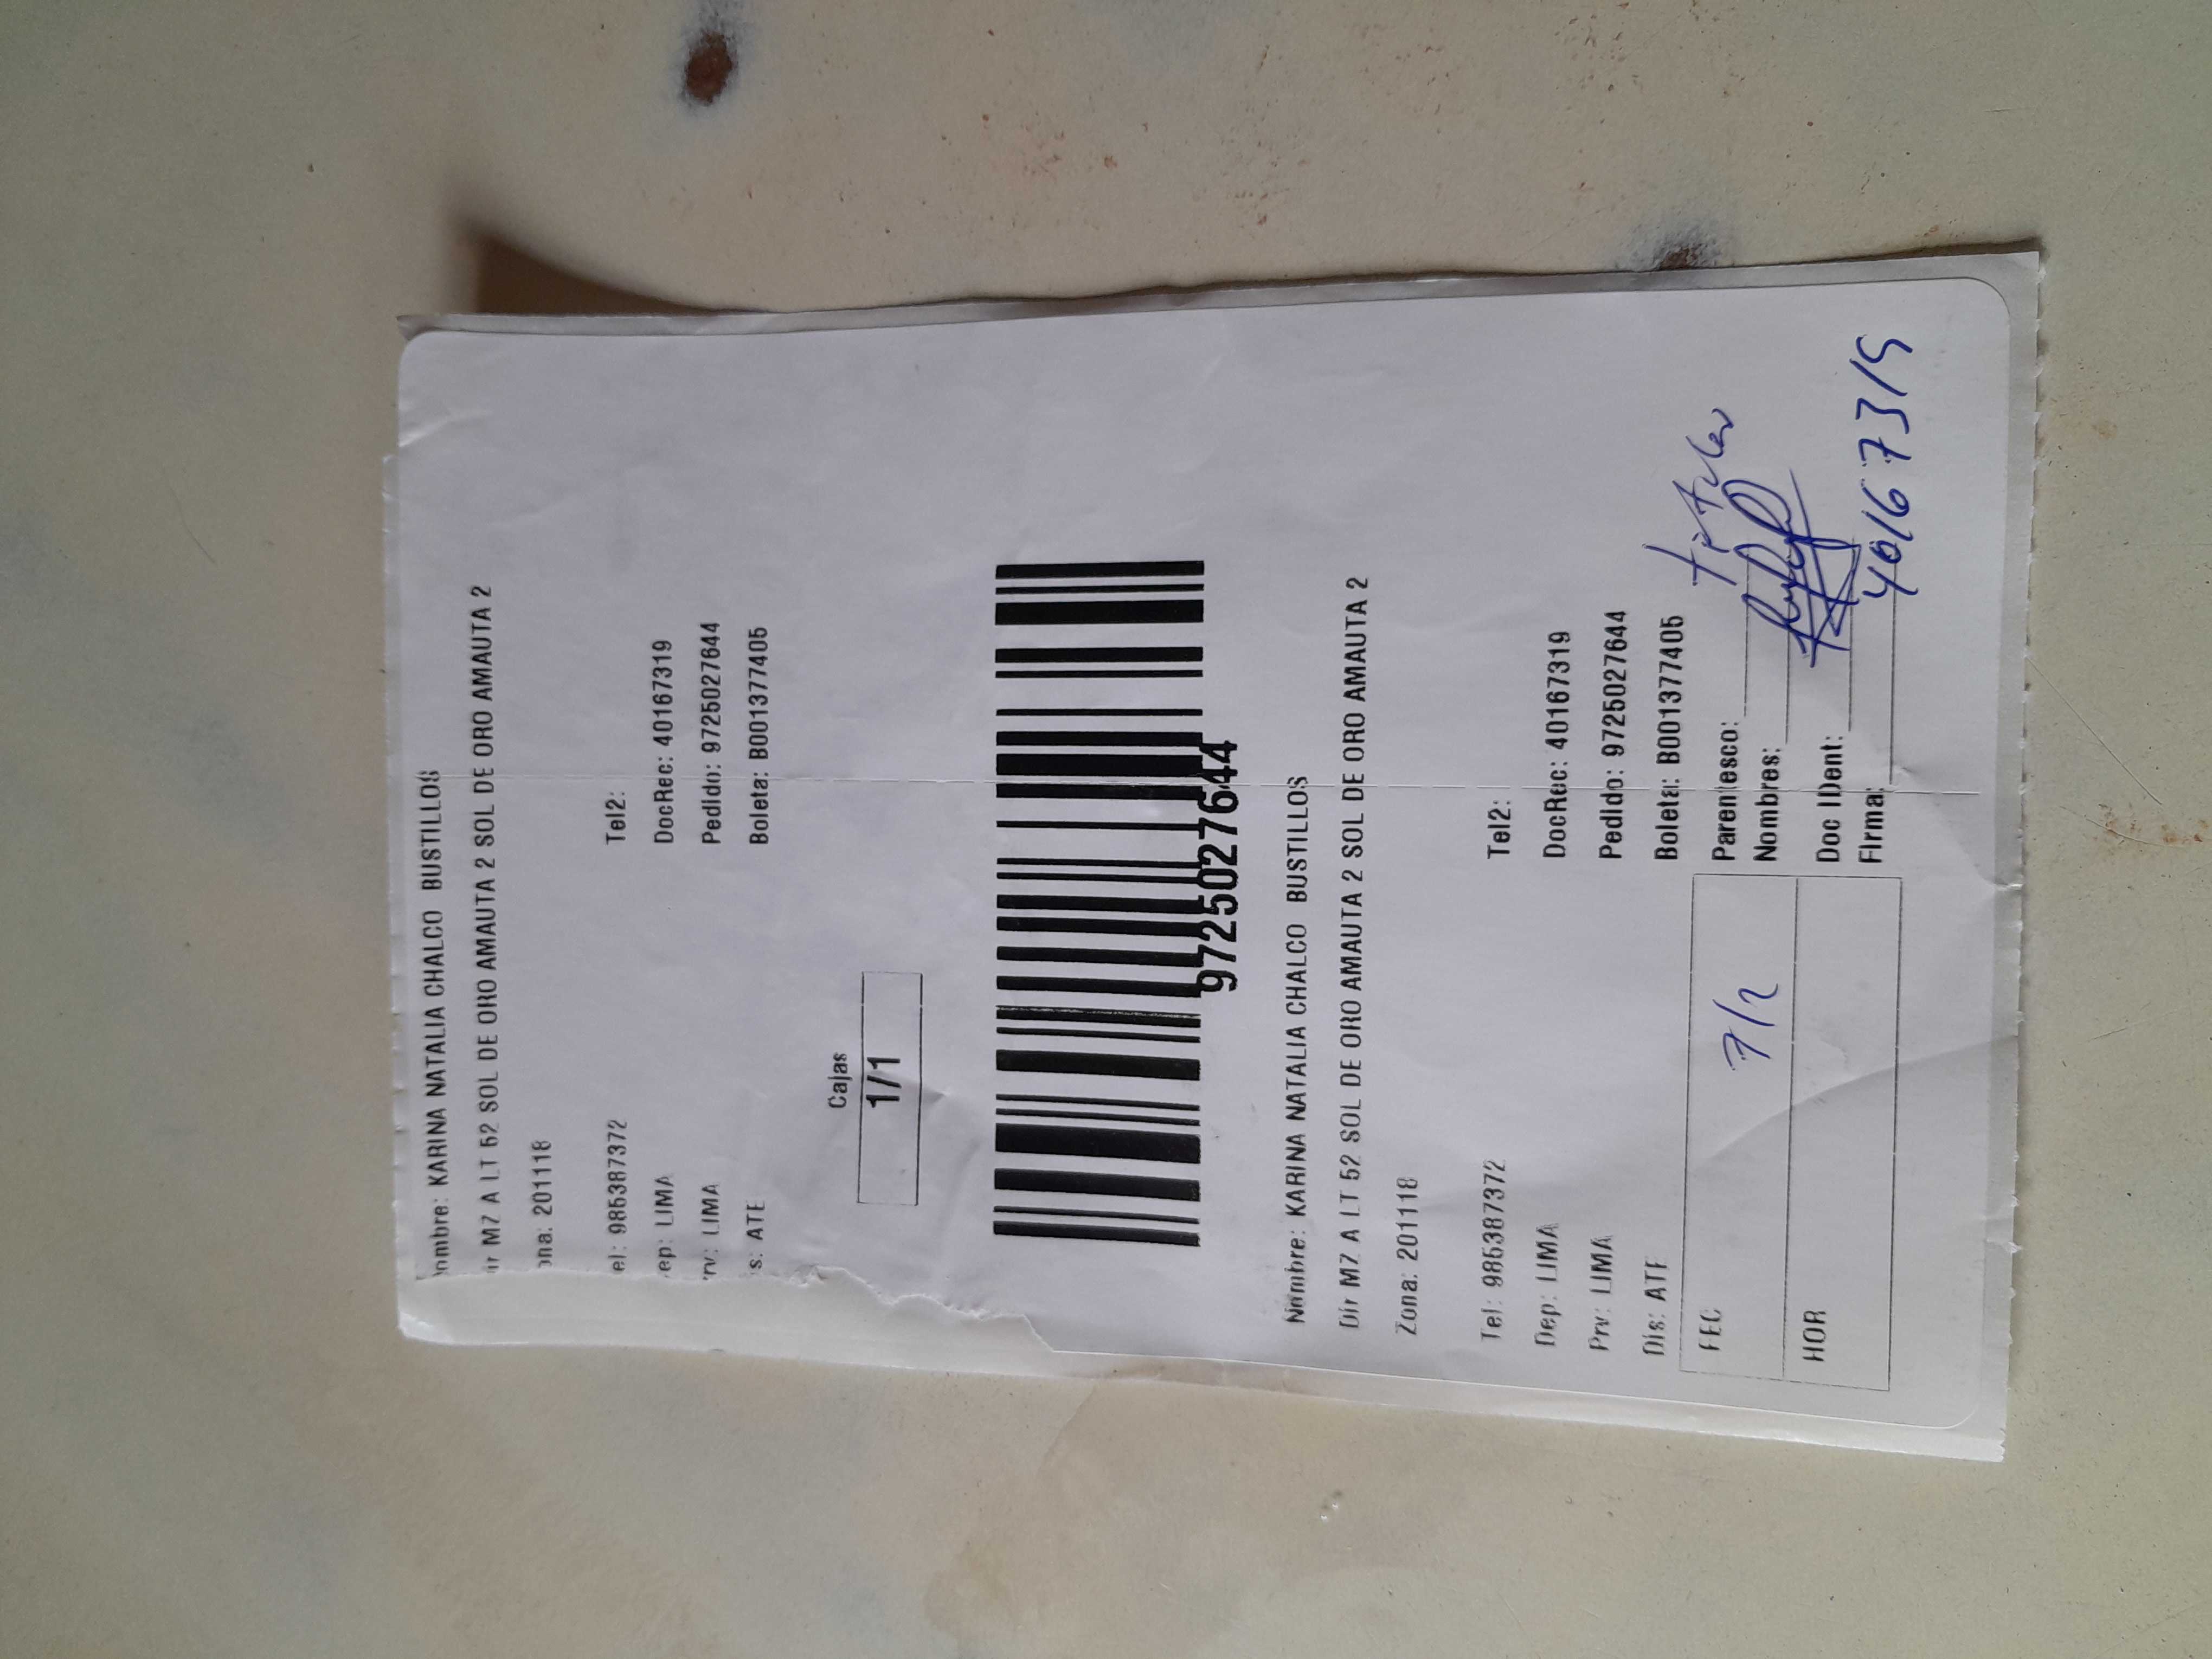 ombre: KARINA NATALIA CHALCO BUSTILLOS
ir MZ A LT 52 SOL DE ORO AMAUTA 2 SOL DE ORO AMAUTA 2
ona: 201118
el: 985387372 Tel2:
ep: LIMA DocRec: 40167319
rv: LIMA Pedido: 9725027644
s: ATE Boleta: B001377405
Cajas
1/1
9725027644
Nombre: KARINA NATALIA CHALCO BUSTILLOS
Dir MZ A LT 52 SOL DE ORO AMAUTA 2 SOL DE ORO AMAUTA 2
Zona: 201118
Tel: 985387372 Tel2:
Dep: LIMA DocRec: 40167319
Prv: LIMA Pedido: 9725027644
Dis: ATE Boleta: B001377405
FEC 7/2 Parentesco: titular
Nombres:
HOR Doc IDent:
Firma: 40167319